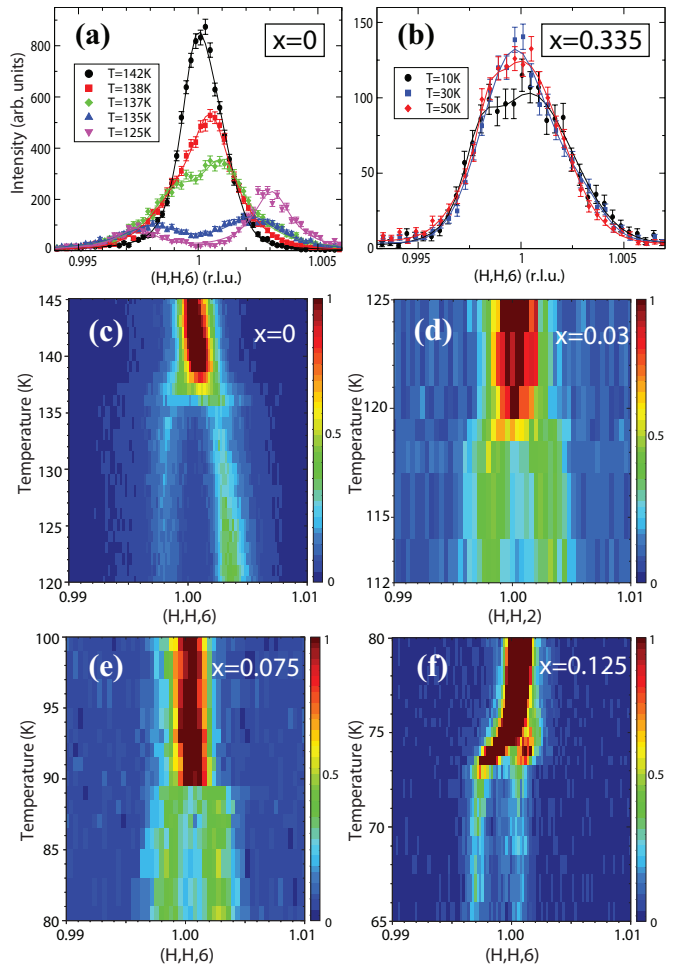 (a)
x=0
Intensity (arb. units)
800
600
400
200
0
T=142K
T=138K
T=137K
T=135K
T=125K
0.995
1
1.005
(H,H,6) (r.l.u.)
(b)
x=0.335
150
100
50
0
T=10K
T=30K
T=50K
0.995
1
1.005
(H,H,6) (r.l.u.)
(c)
x=0
Temperature (K)
145
140
135
130
125
120
0.99
1.00
1.01
(H,H,6)
1
0.5
0
(d)
x=0.03
Temperature (K)
125
120
115
112
0.99
1.00
1.01
(H,H,2)
1
0.5
0
(e)
x=0.075
Temperature (K)
100
95
90
85
80
0.99
1.00
1.01
(H,H,6)
1
0.5
0
(f)
x=0.125
Temperature (K)
80
75
70
65
0.99
1.00
1.01
(H,H,6)
1
0.5
0